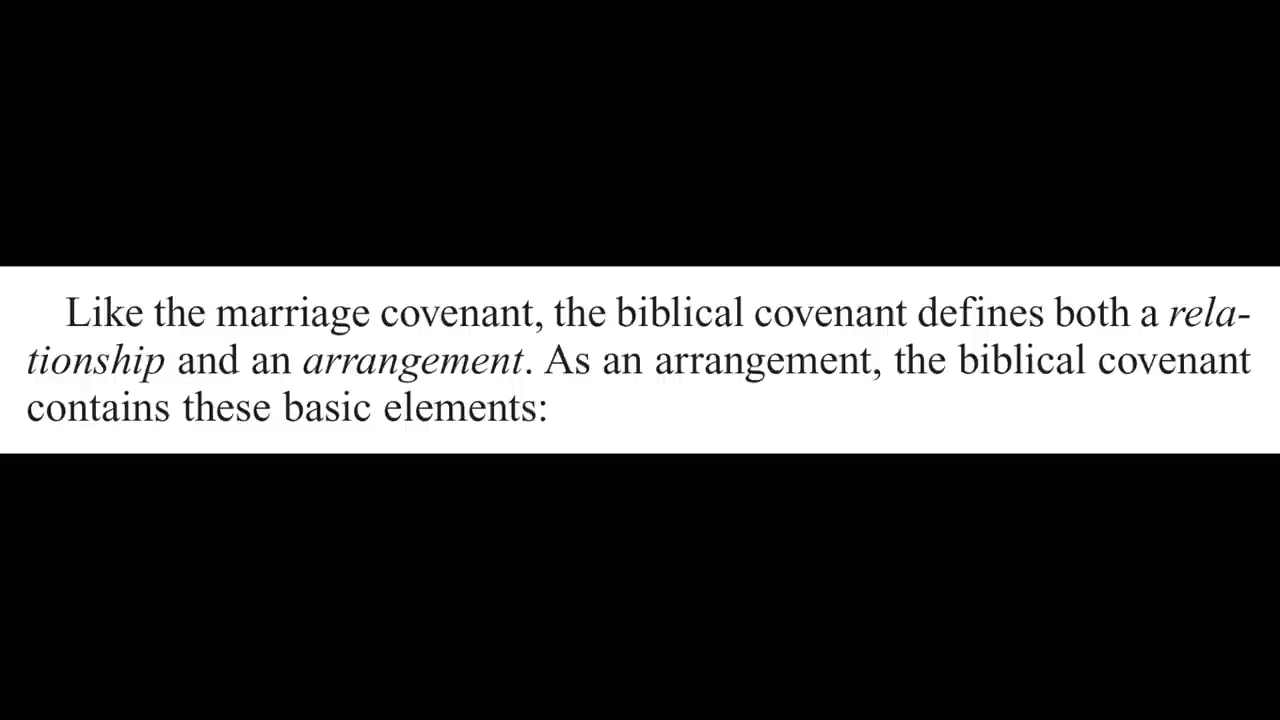 Like the marriage covenant, the biblical covenant defines both a rela-
tionship and an arrangement. As an arrangement, the biblical covenant
contains these basic elements: